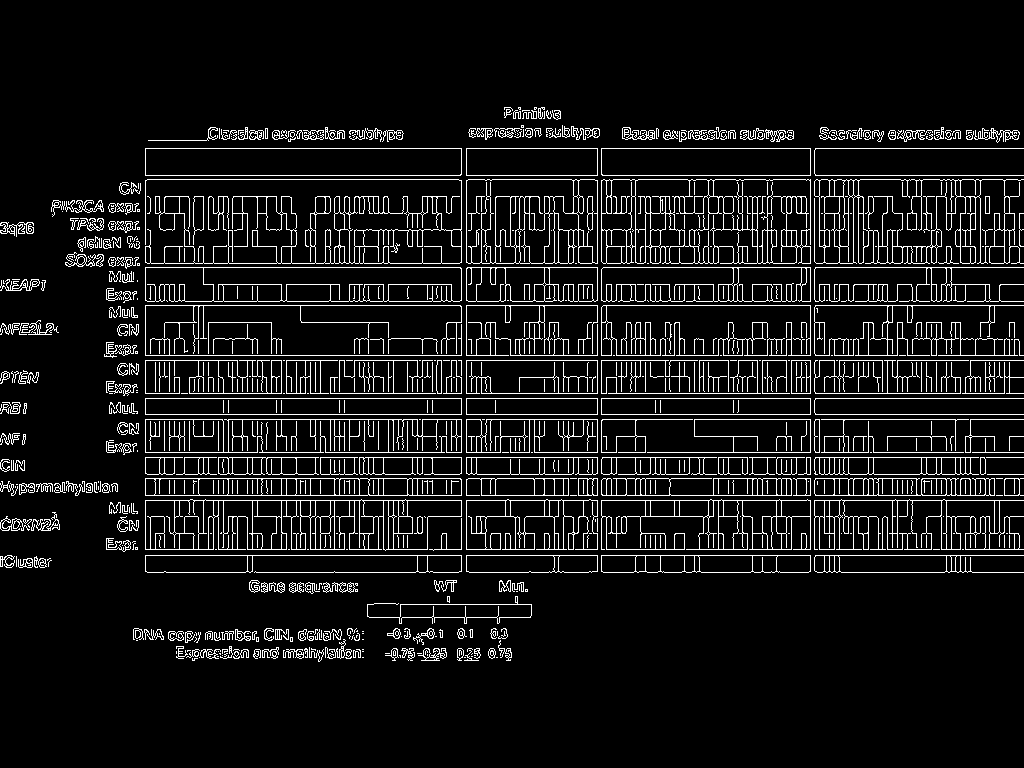 Primitive
Classical expression subtype expression subtype Basal expression subtype Secretory expression subtype
CN
PIK3CA expr.
3q26 TP63 expr.
deltaN %
SOX2 expr.
Mut.
KEAP1
Expr.
Mut.
NFE2L2 CN
Expr.
CN
PTEN
Expr.
RB1 Mut.
CN
NF1
Expr.
CIN
Hypermethylation
Mut.
CDKN2A CN
Expr.
iCluster
Gene sequence: WT Mut.
DNA copy number, CIN, deltaN %: -0.3 -0.1 0.1 0.3
Expression and methylation: -0.75 -0.25 0.25 0.75